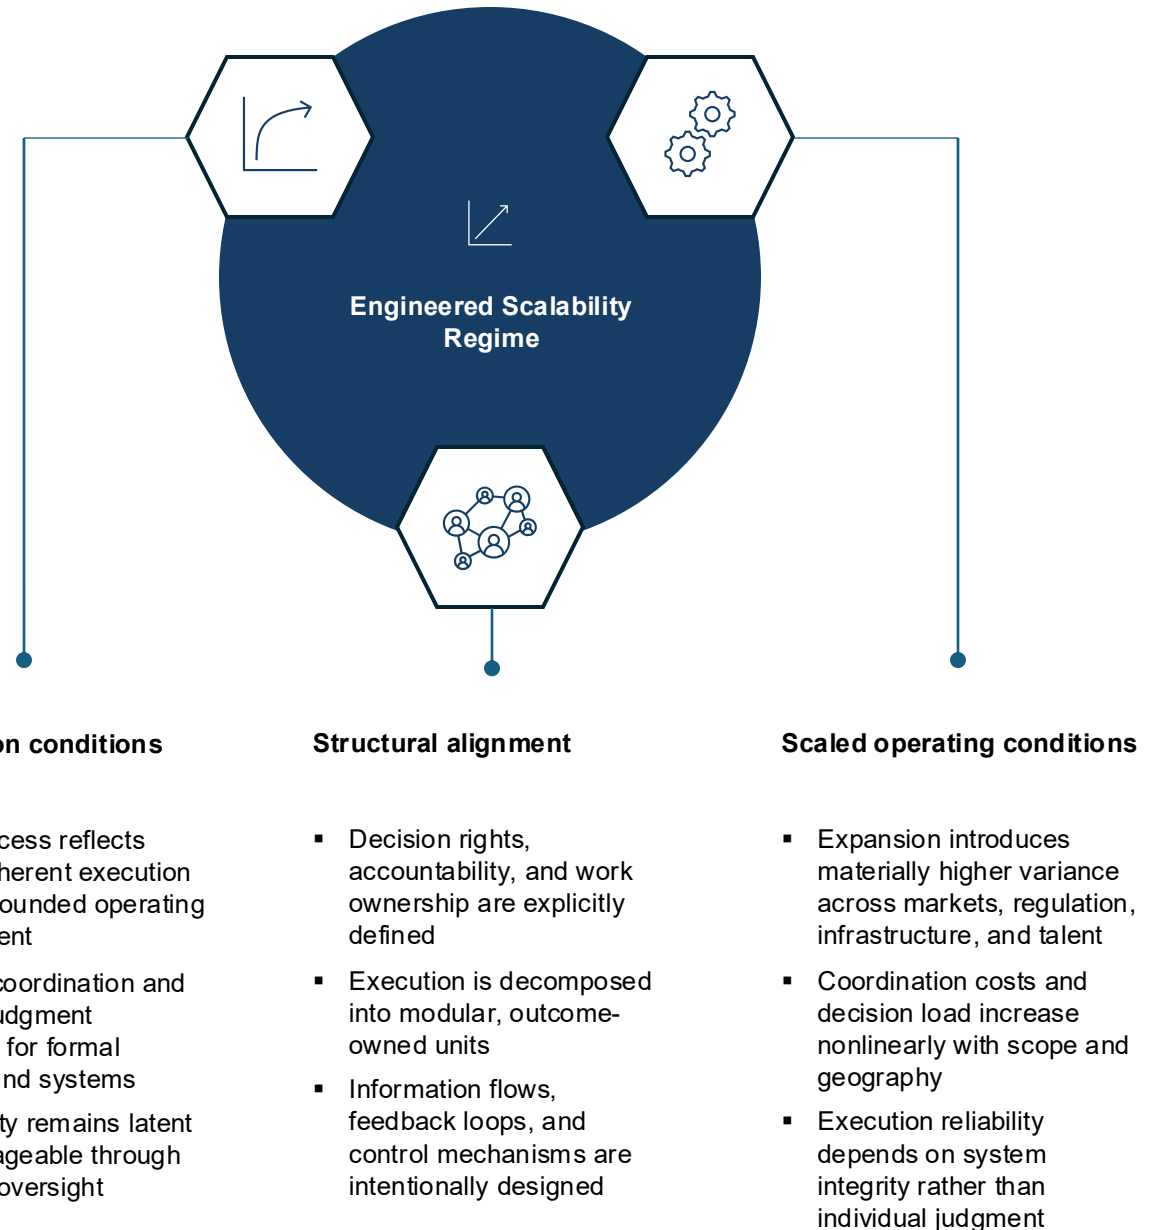 Engineered Scalability
Regime
on conditions
cess reflects
herent execution
ounded operating
ent
coordination and
udgment
for formal
nd systems
ty remains latent
ageable through
oversight
Structural alignment
▪ Decision rights,
accountability, and work
ownership are explicitly
defined
▪ Execution is decomposed
into modular, outcome-
owned units
▪ Information flows,
feedback loops, and
control mechanisms are
intentionally designed
Scaled operating conditions
▪ Expansion introduces
materially higher variance
across markets, regulation,
infrastructure, and talent
▪ Coordination costs and
decision load increase
nonlinearly with scope and
geography
▪ Execution reliability
depends on system
integrity rather than
individual judgment